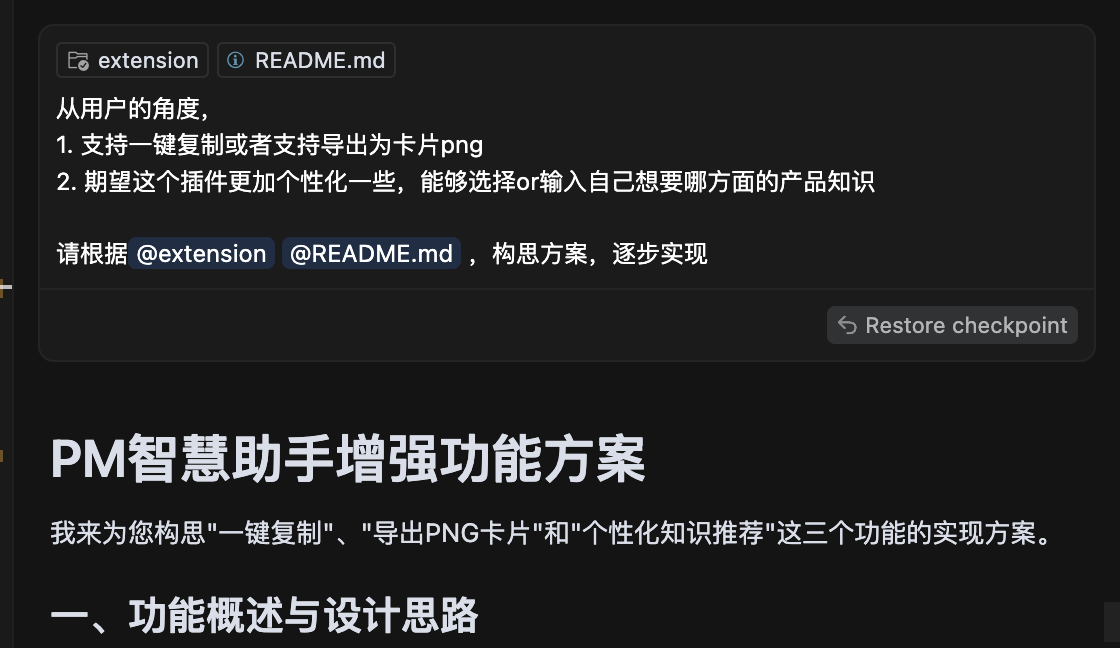 extension README.md
从用户的角度，
1. 支持一键复制或者支持导出为卡片png
2. 期望这个插件更加个性化一些，能够选择or输入自己想要哪方面的产品知识
请根据 @extension @README.md ，构思方案，逐步实现
Restore checkpoint
PM智慧助手增强功能方案
我来为您构思"一键复制"、"导出PNG卡片"和"个性化知识推荐"这三个功能的实现方案。
一、功能概述与设计思路